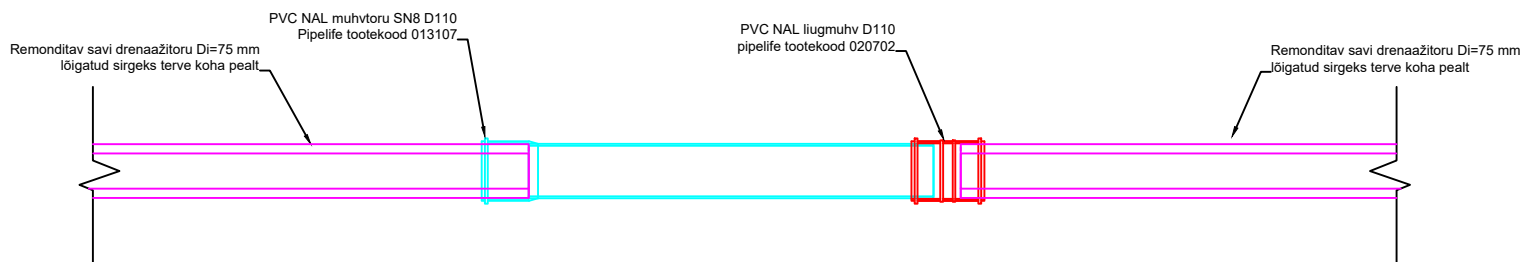 Remonditav savi drenaažitoru Di=75 mm
lõigatud sirgeks terve koha pealt
PVC NAL muhvtoru SN8 D110
Pipelife tootekood 013107
PVC NAL liugmuhv D110
pipelife tootekood 020702
Remonditav savi drenaažitoru Di=75 mm
lõigatud sirgeks terve koha pealt